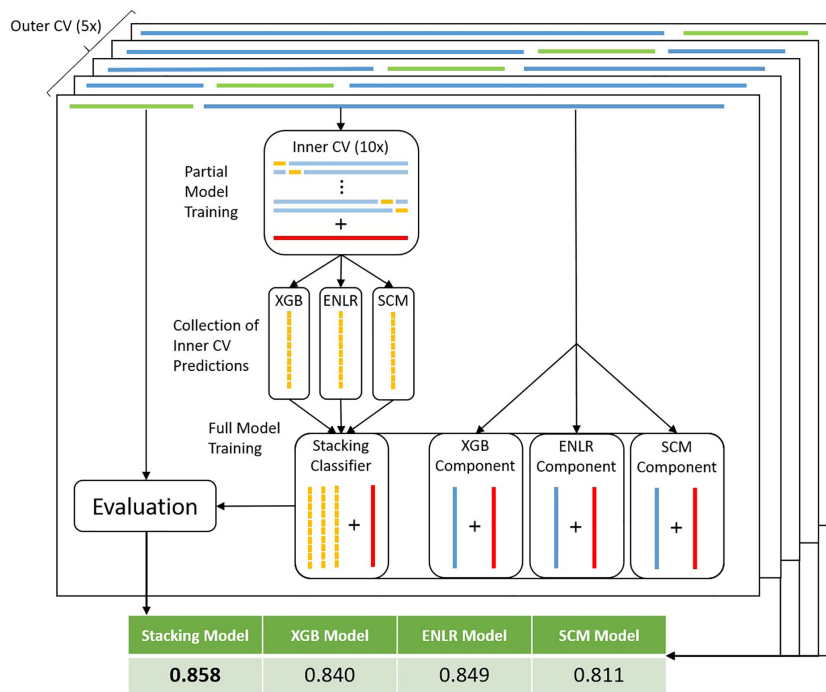 Outer CV (5x)
Inner CV (10x)
Partial
Model
Training
⋮
+
XGB
ENLR
SCM
Collection of
Inner CV
Predictions
Full Model
Training
Stacking
Classifier
+
XGB
Component
+
ENLR
Component
+
SCM
Component
+
Evaluation
Stacking Model XGB Model ENLR Model SCM Model
0.858 0.840 0.849 0.811